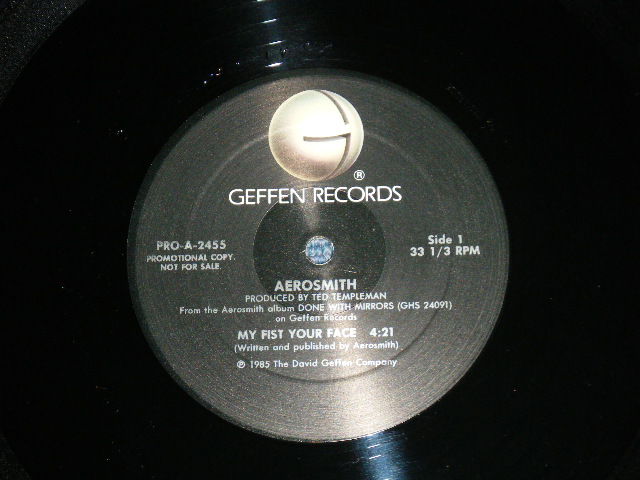 ®
GEFFEN RECORDS
PRO-A-2455
PROMOTIONAL COPY.
NOT FOR SALE.
Side 1
33 1/3 RPM
AEROSMITH
PRODUCED BY TED TEMPLEMAN
From the Aerosmith album DONE WITH MIRRORS (GHS 24091)
on Geffen Records
MY FIST YOUR FACE 4:21
(Written and published by Aerosmith)
℗ 1985 The David Geffen Company